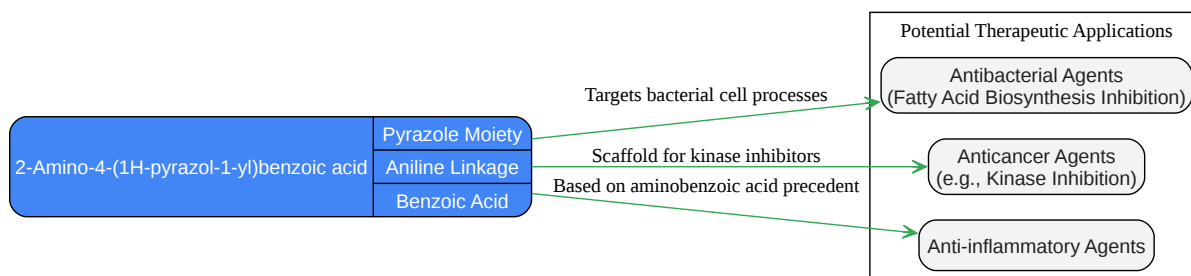 Potential Therapeutic Applications
Antibacterial Agents
(Fatty Acid Biosynthesis Inhibition)
Targets bacterial cell processes
2-Amino-4-(1H-pyrazol-1-yl)benzoic acid
Pyrazole Moiety
Aniline Linkage
Benzoic Acid
Scaffold for kinase inhibitors
Anticancer Agents
(e.g., Kinase Inhibition)
Based on aminobenzoic acid precedent
Anti-inflammatory Agents